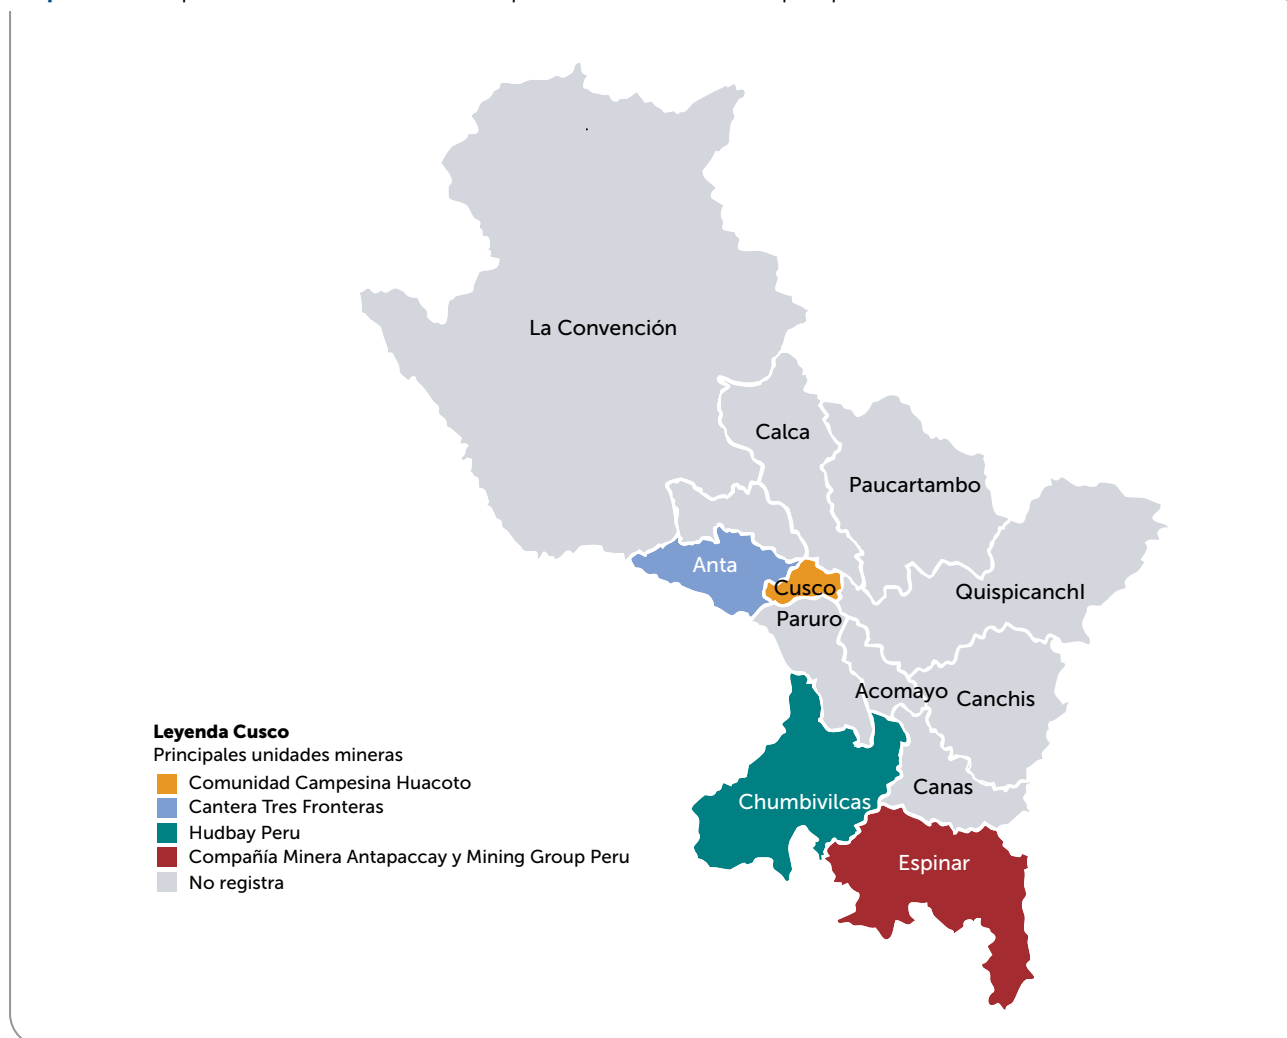 La Convención
Calca
Paucartambo
Anta
Cusco
QuispicanchI
Paruro
Acomayo
Canchis
Canas
Chumbivilcas
Espinar
Leyenda Cusco
Principales unidades mineras
Comunidad Campesina Huacoto
Cantera Tres Fronteras
Hudbay Peru
Compañía Minera Antapaccay y Mining Group Peru
No registra